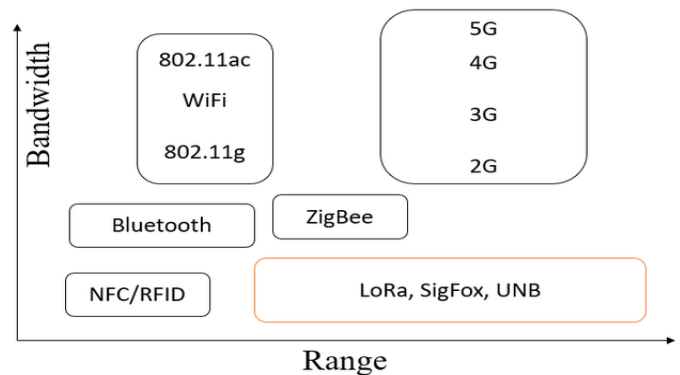 Bandwidth
802.11ac
WiFi
802.11g
5G
4G
3G
2G
Bluetooth
ZigBee
NFC/RFID
LoRa, SigFox, UNB
Range